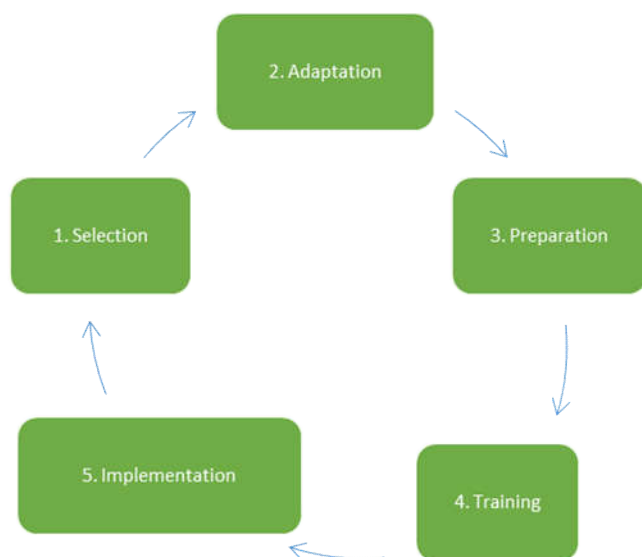 1. Selection
2. Adaptation
3. Preparation
4. Training
5. Implementation